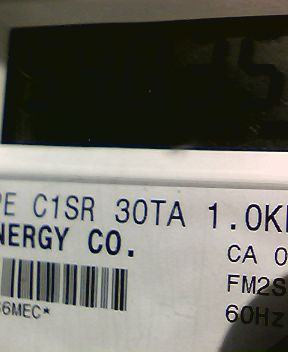 PE C1SR 30TA 1.0K
NERGY CO.
CA 0
FM2S
6MEC*
60Hz